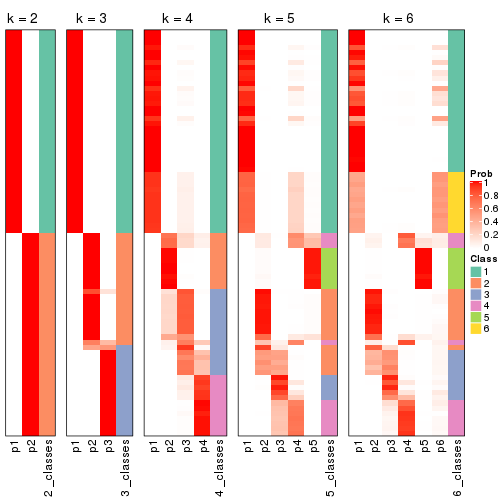 k = 2
k = 3
k = 4
k = 5
k = 6
Prob
1
0.8
0.6
0.4
0.2
0
Class
1
2
3
4
5
6
p1
p2
2_classes
p1
p2
p3
3_classes
p1
p2
p3
p4
4_classes
p1
p2
p3
p4
p5
5_classes
p1
p2
p3
p4
p5
p6
6_classes